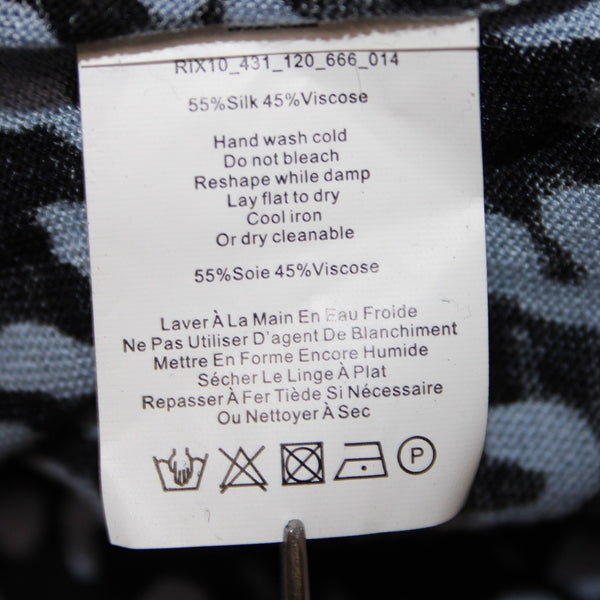 RIX10_431_120_666_014
55%Silk 45%Viscose
Hand wash cold
Do not bleach
Reshape while damp
Lay flat to dry
Cool iron
Or dry cleanable
55%Soie 45%Viscose
Laver À La Main En Eau Froide
Ne Pas Utiliser D'agent De Blanchiment
Mettre En Forme Encore Humide
Sécher Le Linge À Plat
Repasser À Fer Tiède Si Nécessaire
Ou Nettoyer À Sec
P